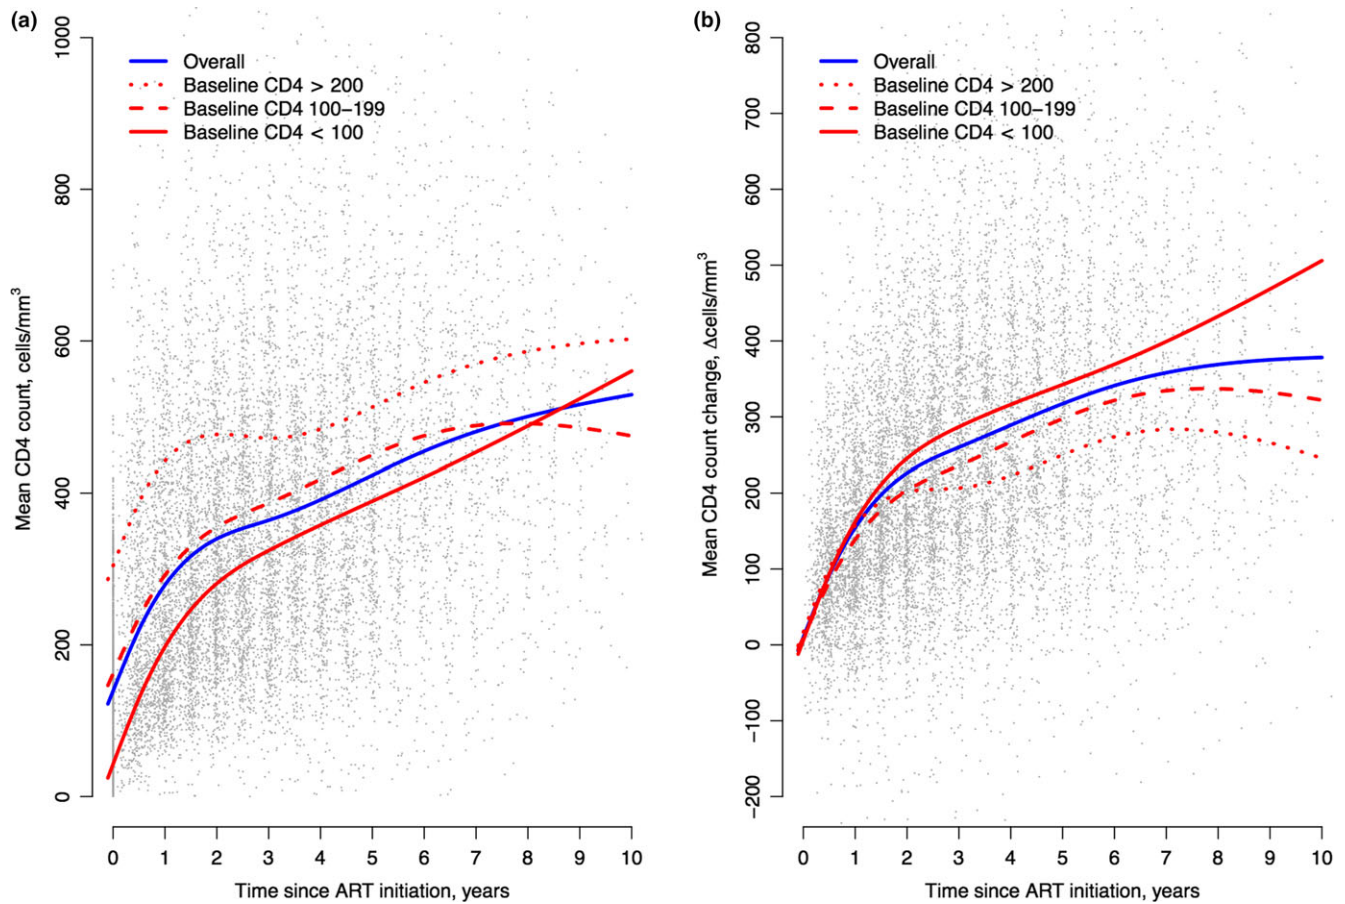 (a)
Mean CD4 count, cells/mm³
1000
800
600
400
200
0
Overall
Baseline CD4 > 200
Baseline CD4 100−199
Baseline CD4 < 100
0 1 2 3 4 5 6 7 8 9 10
Time since ART initiation, years
(b)
Mean CD4 count change, Δcells/mm³
800
700
600
500
400
300
200
100
0
−100
−200
Overall
Baseline CD4 > 200
Baseline CD4 100−199
Baseline CD4 < 100
0 1 2 3 4 5 6 7 8 9 10
Time since ART initiation, years